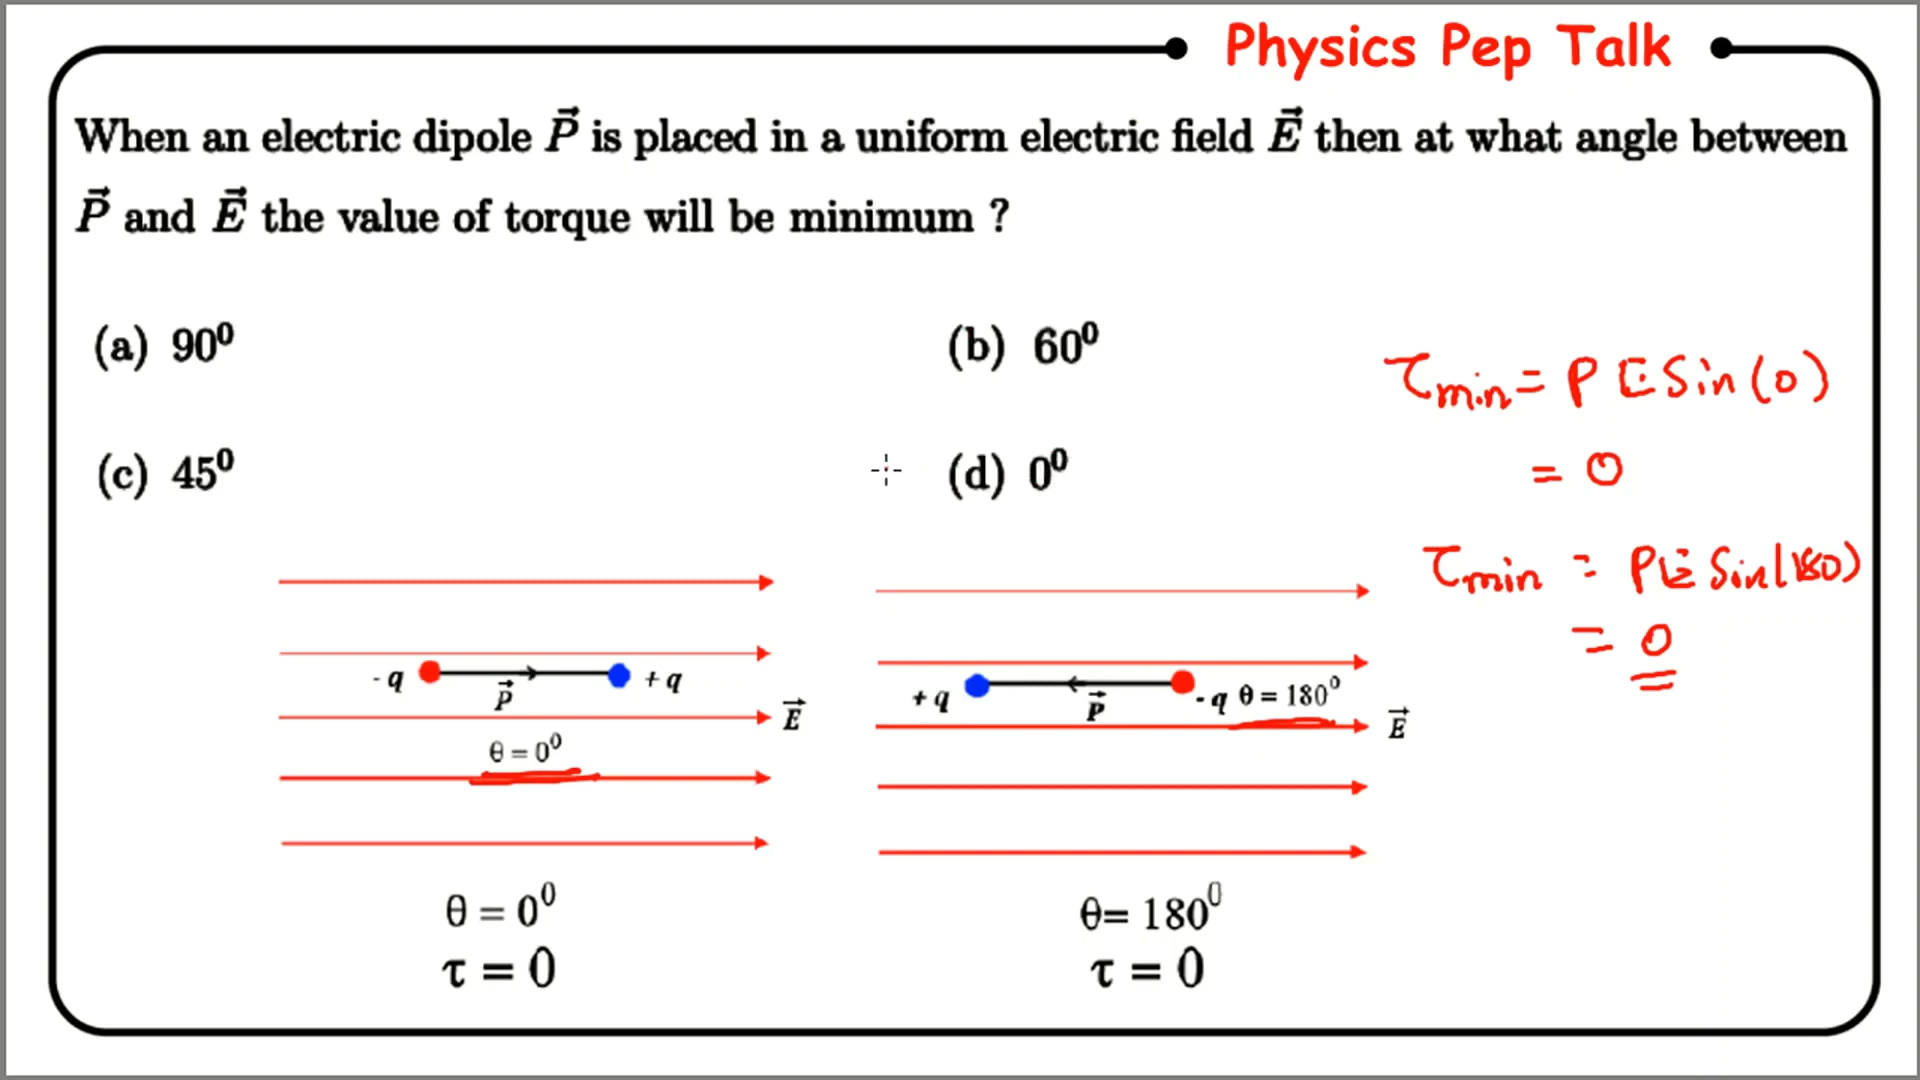 Physics Pep Talk
When an electric dipole P⃗ is placed in a uniform electric field E⃗ then at what angle between
P⃗ and E⃗ the value of torque will be minimum ?
(a) 90⁰
(b) 60⁰
(c) 45⁰
(d) 0⁰
τmin = P E Sin (0)
= 0
τmin = PE Sin(180)
= 0
- q
P⃗
+ q
E⃗
θ = 0⁰
+ q
P⃗
- q θ = 180⁰
E⃗
θ = 0⁰
τ = 0
θ= 180⁰
τ = 0